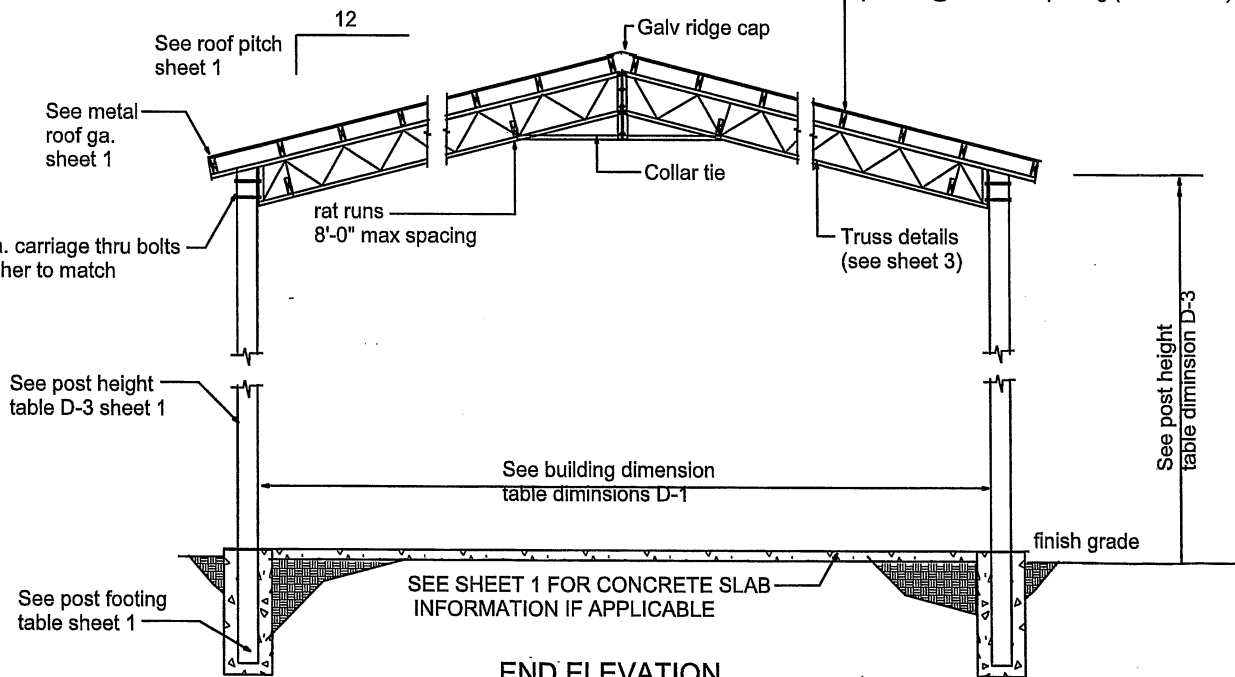 12
Galv ridge cap
See roof pitch
sheet 1
See metal
roof ga.
sheet 1
Collar tie
rat runs
8'-0" max spacing
carriage thru bolts
to match
Truss details
(see sheet 3)
See post height
table diminsion D-3
See post height
table D-3 sheet 1
See building dimension
table diminsions D-1
finish grade
SEE SHEET 1 FOR CONCRETE SLAB
INFORMATION IF APPLICABLE
See post footing
table sheet 1
END ELEVATION